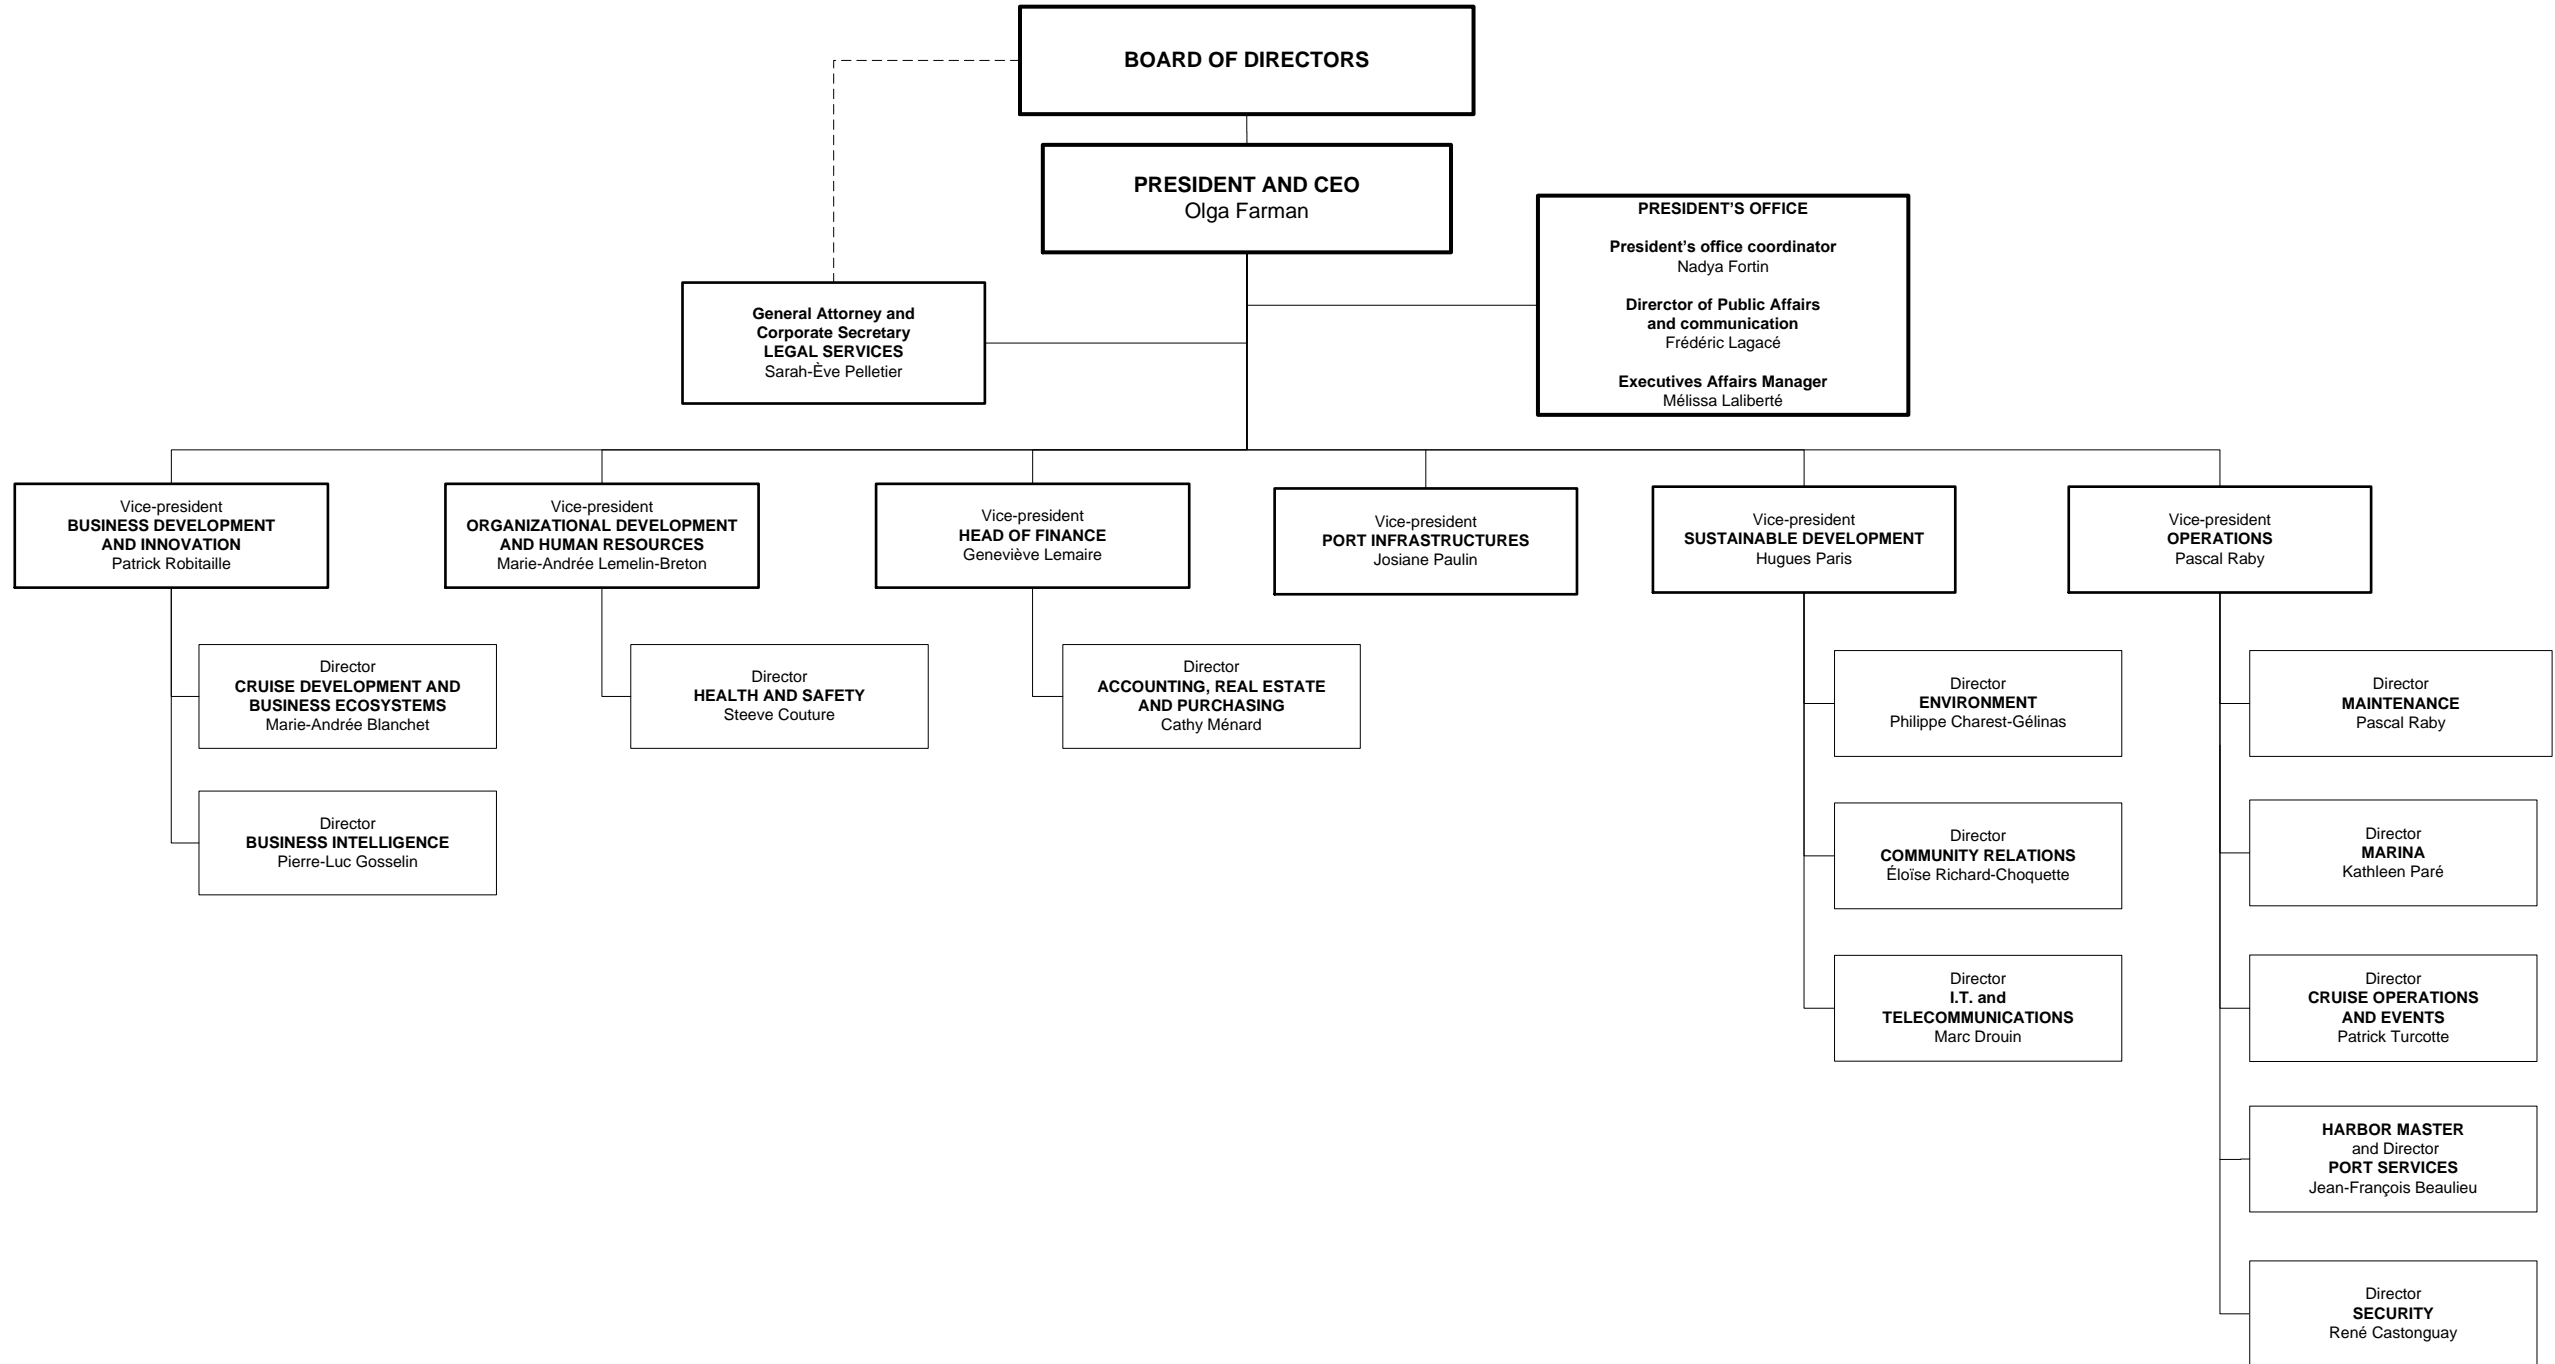 BOARD OF DIRECTORS
PRESIDENT AND CEO
Olga Farman
PRESIDENT'S OFFICE
President's office coordinator
Nadya Fortin
Direrctor of Public Affairs
and communication
Frédéric Lagacé
Executives Affairs Manager
Mélissa Laliberté
General Attorney and
Corporate Secretary
LEGAL SERVICES
Sarah-Ève Pelletier
Vice-president
BUSINESS DEVELOPMENT
AND INNOVATION
Patrick Robitaille
Vice-president
ORGANIZATIONAL DEVELOPMENT
AND HUMAN RESOURCES
Marie-Andrée Lemelin-Breton
Vice-president
HEAD OF FINANCE
Geneviève Lemaire
Vice-president
PORT INFRASTRUCTURES
Josiane Paulin
Vice-president
SUSTAINABLE DEVELOPMENT
Hugues Paris
Vice-president
OPERATIONS
Pascal Raby
Director
CRUISE DEVELOPMENT AND
BUSINESS ECOSYSTEMS
Marie-Andrée Blanchet
Director
BUSINESS INTELLIGENCE
Pierre-Luc Gosselin
Director
HEALTH AND SAFETY
Steeve Couture
Director
ACCOUNTING, REAL ESTATE
AND PURCHASING
Cathy Ménard
Director
ENVIRONMENT
Philippe Charest-Gélinas
Director
COMMUNITY RELATIONS
Éloïse Richard-Choquette
Director
I.T. and
TELECOMMUNICATIONS
Marc Drouin
Director
MAINTENANCE
Pascal Raby
Director
MARINA
Kathleen Paré
Director
CRUISE OPERATIONS
AND EVENTS
Patrick Turcotte
HARBOR MASTER
and Director
PORT SERVICES
Jean-François Beaulieu
Director
SECURITY
René Castonguay